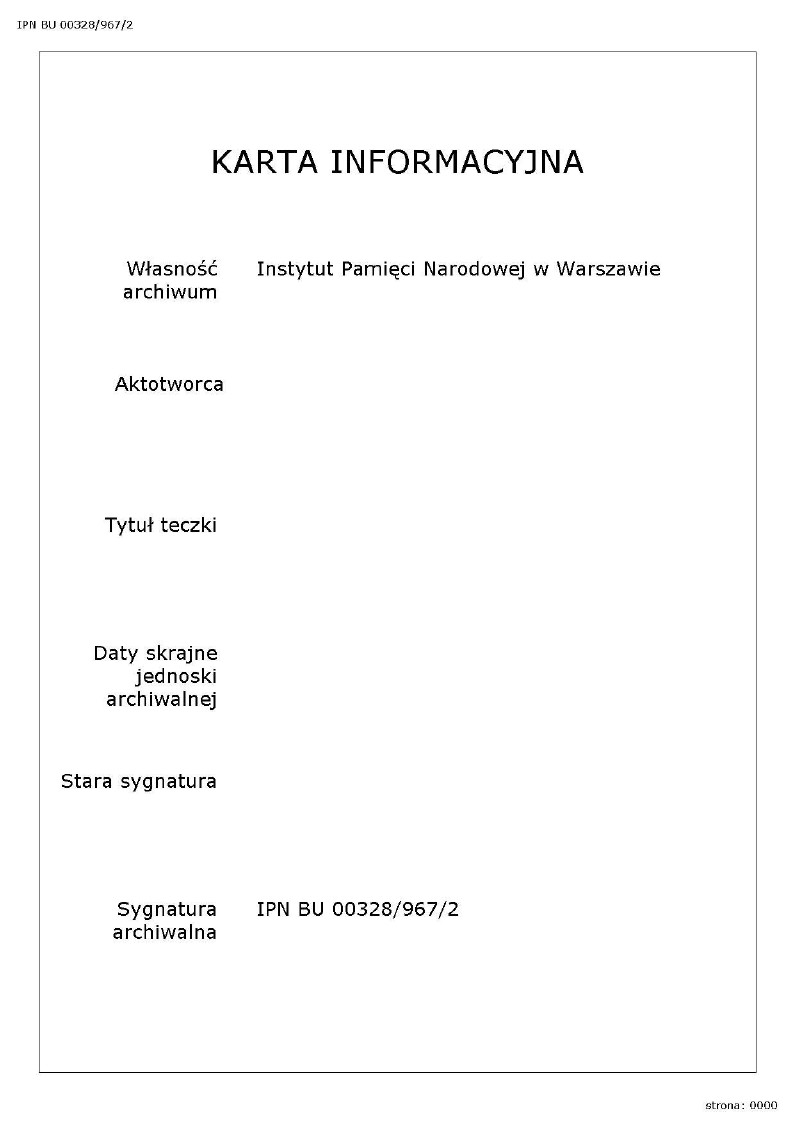 IPN BU 00328/967/2
KARTA INFORMACYJNA
Własność Instytut Pamięci Narodowej w Warszawie
archiwum
Aktotworca
Tytuł teczki
Daty skrajne
jednoski
archiwalnej
Stara sygnatura
Sygnatura IPN BU 00328/967/2
archiwalna
strona: 0000